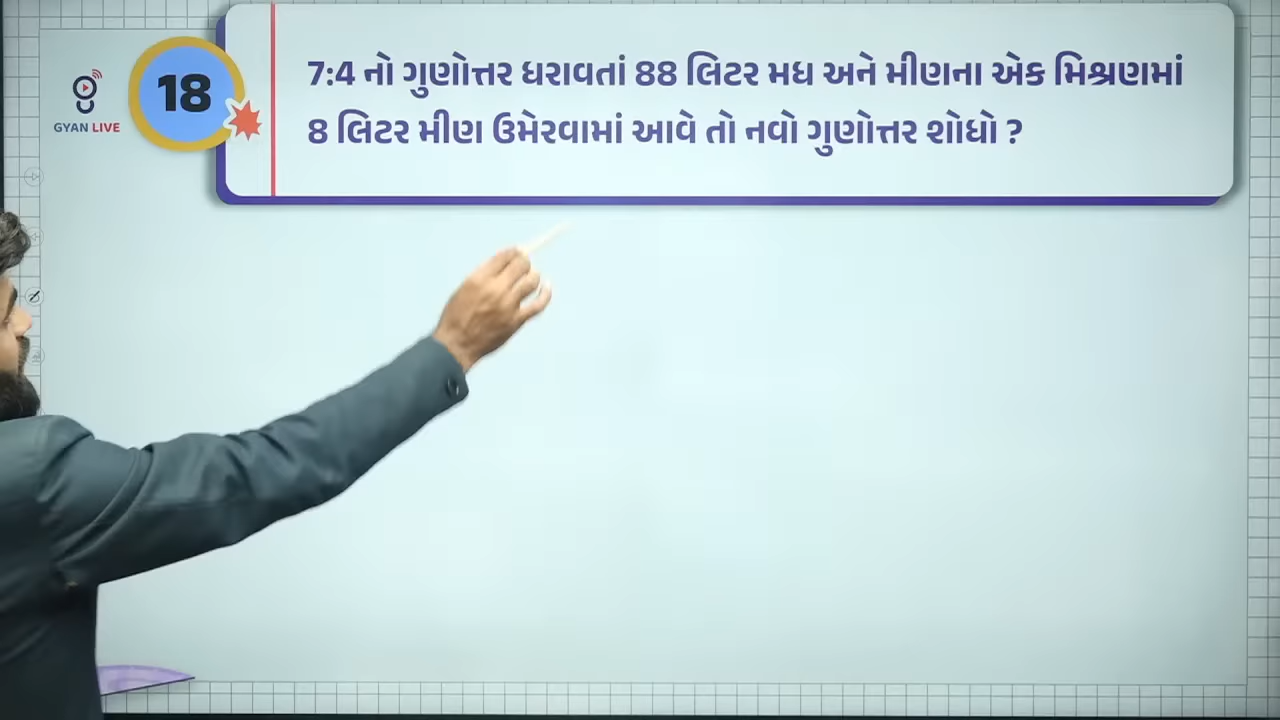 18
GYAN LIVE
7:4 નો ગુણોત્તર ધરાવતાં 88 લિટર મધ અને મીણના એક મિશ્રણમાં
8 લિટર મીણ ઉમેરવામાં આવે તો નવો ગુણોત્તર શોધો ?